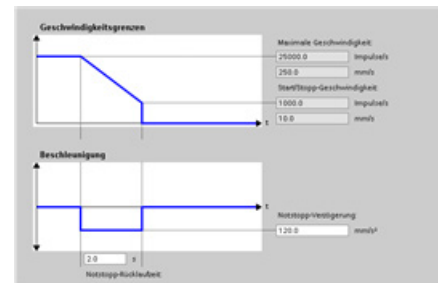 Geschwindigkeitsgrenzen
Maximale Geschwindigkeit:
25000.0 Impulse/s
250.0 mm/s
Start/Stopp-Geschwindigkeit:
1000.0 Impulse/s
10.0 mm/s
t
Beschleunigung
t
Notstopp-Verzögerung
120.0 mm/s²
2.0 s
Notstopp-Rücklaufzeit: